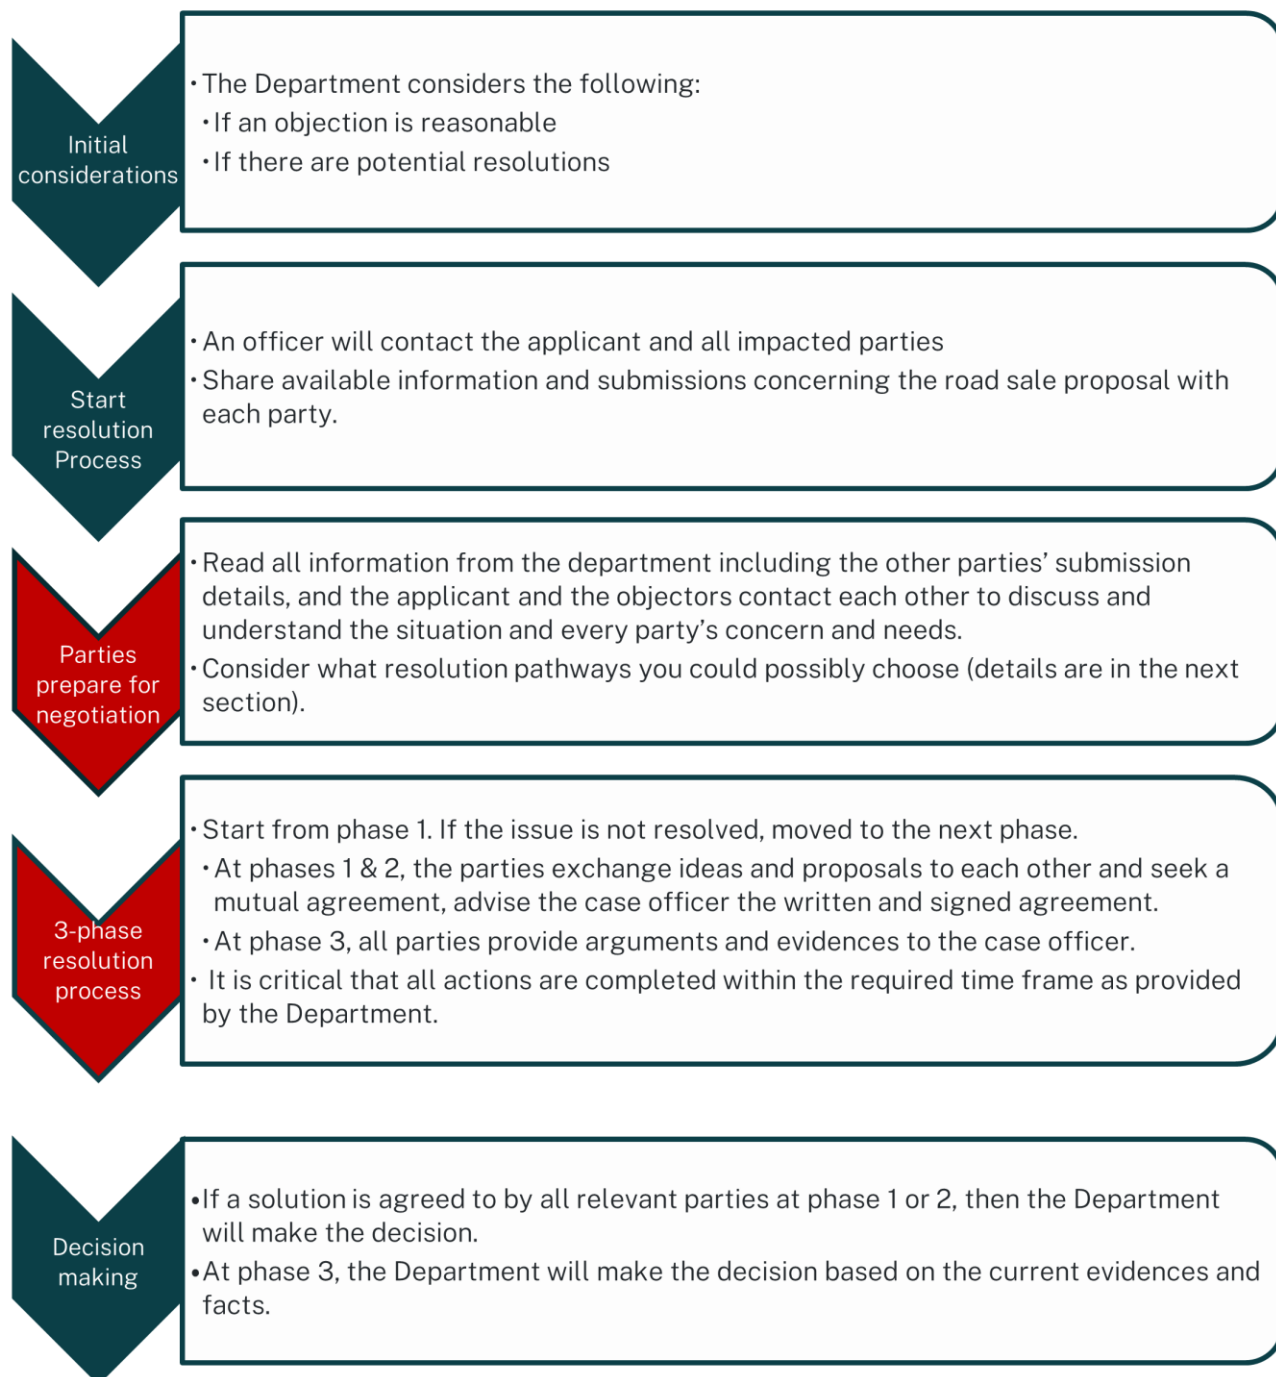 Initial
considerations
• The Department considers the following:
• If an objection is reasonable
• If there are potential resolutions
Start
resolution
Process
• An officer will contact the applicant and all impacted parties
• Share available information and submissions concerning the road sale proposal with
each party.
Parties
prepare for
negotiation
• Read all information from the department including the other parties’ submission
details, and the applicant and the objectors contact each other to discuss and
understand the situation and every party’s concern and needs.
• Consider what resolution pathways you could possibly choose (details are in the next
section).
3-phase
resolution
process
• Start from phase 1. If the issue is not resolved, moved to the next phase.
• At phases 1 & 2, the parties exchange ideas and proposals to each other and seek a
mutual agreement, advise the case officer the written and signed agreement.
• At phase 3, all parties provide arguments and evidences to the case officer.
• It is critical that all actions are completed within the required time frame as provided
by the Department.
Decision
making
• If a solution is agreed to by all relevant parties at phase 1 or 2, then the Department
will make the decision.
• At phase 3, the Department will make the decision based on the current evidences and
facts.